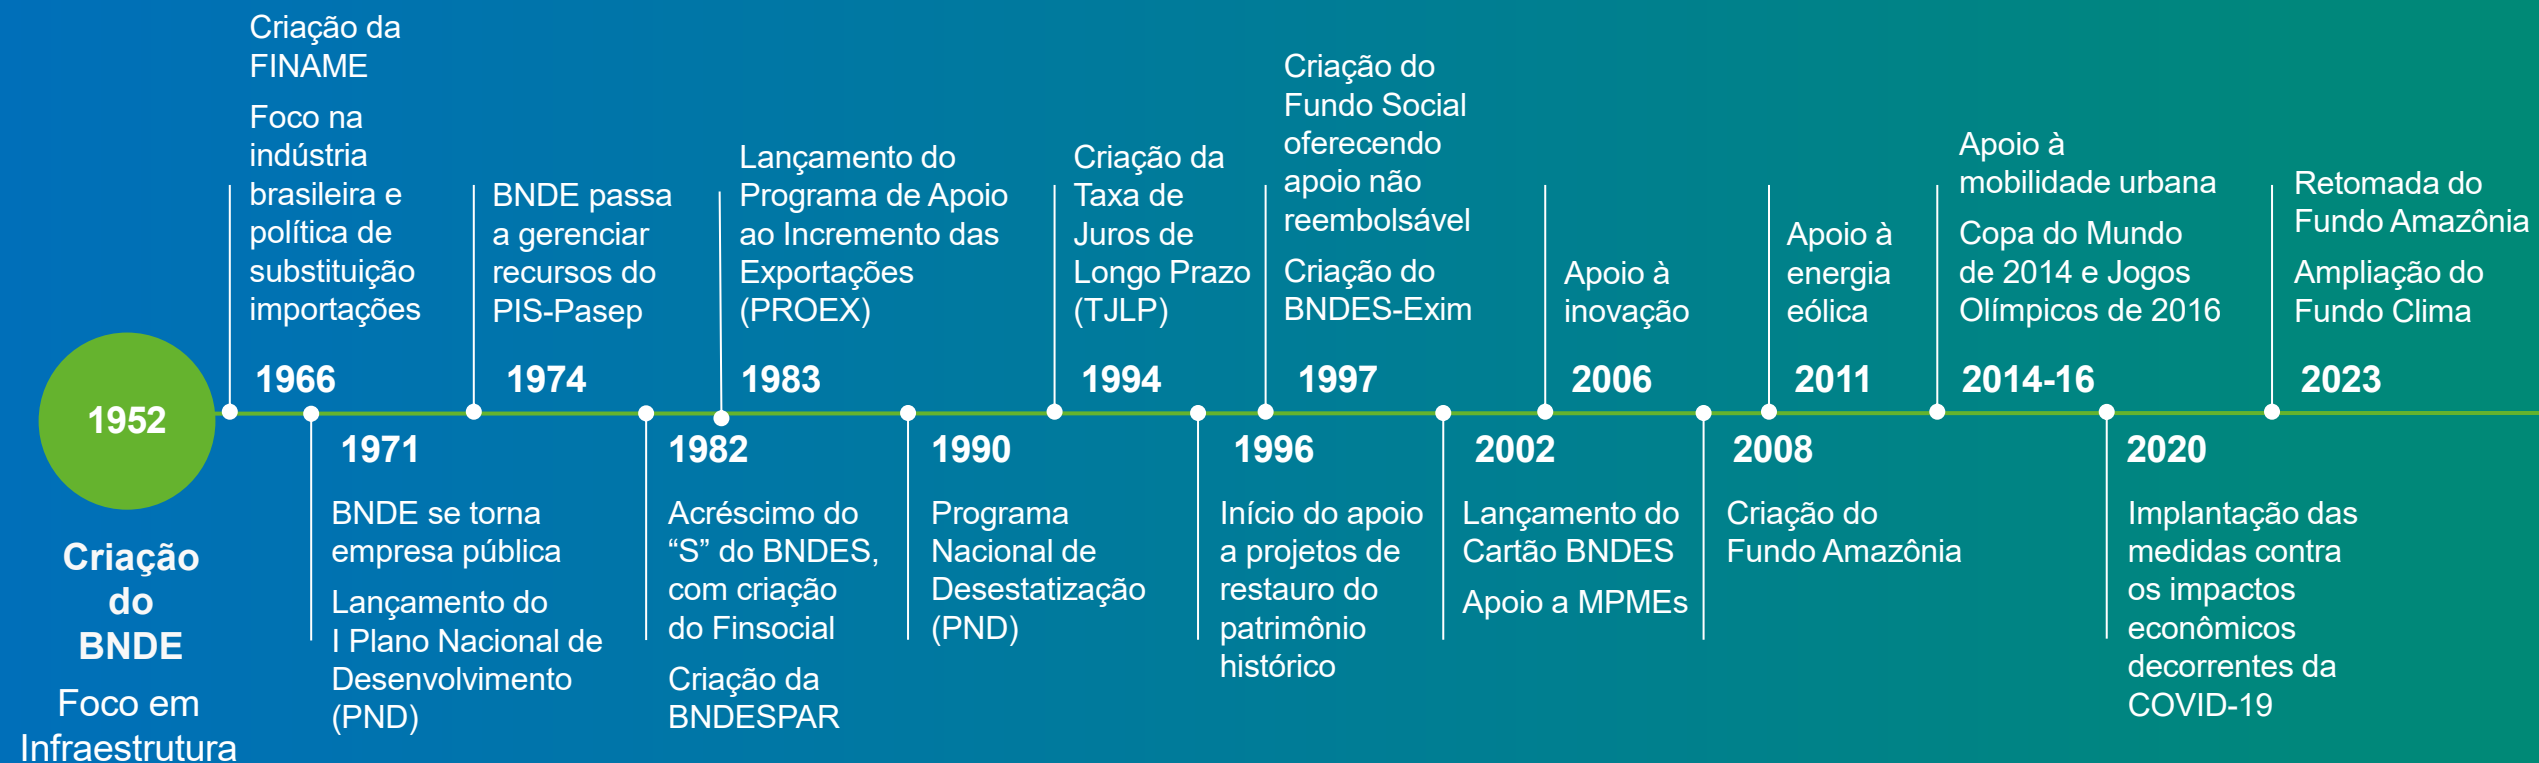 1952
Criação
do
BNDE
Foco em
Infraestrutura
Criação da
FINAME
Foco na
indústria
brasileira e
política de
substituição
importações
1966
1971
BNDE se torna
empresa pública
Lançamento do
I Plano Nacional de
Desenvolvimento
(PND)
BNDE passa
a gerenciar
recursos do
PIS-Pasep
1974
1982
Acréscimo do
“S” do BNDES,
com criação
do Finsocial
Criação da
BNDESPAR
Lançamento do
Programa de Apoio
ao Incremento das
Exportações
(PROEX)
1983
1990
Programa
Nacional de
Desestatização
(PND)
Criação da
Taxa de
Juros de
Longo Prazo
(TJLP)
1994
1996
Início do apoio
a projetos de
restauro do
patrimônio
histórico
Criação do
Fundo Social
oferecendo
apoio não
reembolsável
Criação do
BNDES-Exim
1997
2002
Lançamento do
Cartão BNDES
Apoio a MPMEs
Apoio à
inovação
2006
2008
Criação do
Fundo Amazônia
Apoio à
energia
eólica
2011
Apoio à
mobilidade urbana
Copa do Mundo
de 2014 e Jogos
Olímpicos de 2016
2014-16
2020
Implantação das
medidas contra
os impactos
econômicos
decorrentes da
COVID-19
Retomada do
Fundo Amazônia
Ampliação do
Fundo Clima
2023